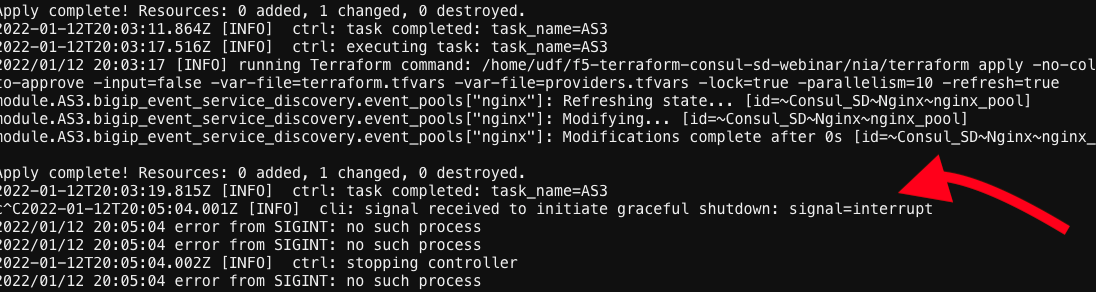 Apply complete! Resources: 0 added, 1 changed, 0 destroyed.
2022-01-12T20:03:11.864Z [INFO]  ctrl: task completed: task_name=AS3
2022-01-12T20:03:17.516Z [INFO]  ctrl: executing task: task_name=AS3
2022/01/12 20:03:17 [INFO] running Terraform command: /home/udf/f5-terraform-consul-sd-webinar/nia/terraform apply -no-col
to-approve -input=false -var-file=terraform.tfvars -var-file=providers.tfvars -lock=true -parallelism=10 -refresh=true
module.AS3.bigip_event_service_discovery.event_pools["nginx"]: Refreshing state... [id=~Consul_SD~Nginx~nginx_pool]
module.AS3.bigip_event_service_discovery.event_pools["nginx"]: Modifying... [id=~Consul_SD~Nginx~nginx_pool]
module.AS3.bigip_event_service_discovery.event_pools["nginx"]: Modifications complete after 0s [id=~Consul_SD~Nginx~nginx_
Apply complete! Resources: 0 added, 1 changed, 0 destroyed.
2022-01-12T20:03:19.815Z [INFO]  ctrl: task completed: task_name=AS3
c^C2022-01-12T20:05:04.001Z [INFO]  cli: signal received to initiate graceful shutdown: signal=interrupt
2022/01/12 20:05:04 error from SIGINT: no such process
2022/01/12 20:05:04 error from SIGINT: no such process
2022-01-12T20:05:04.002Z [INFO]  ctrl: stopping controller
2022/01/12 20:05:04 error from SIGINT: no such process